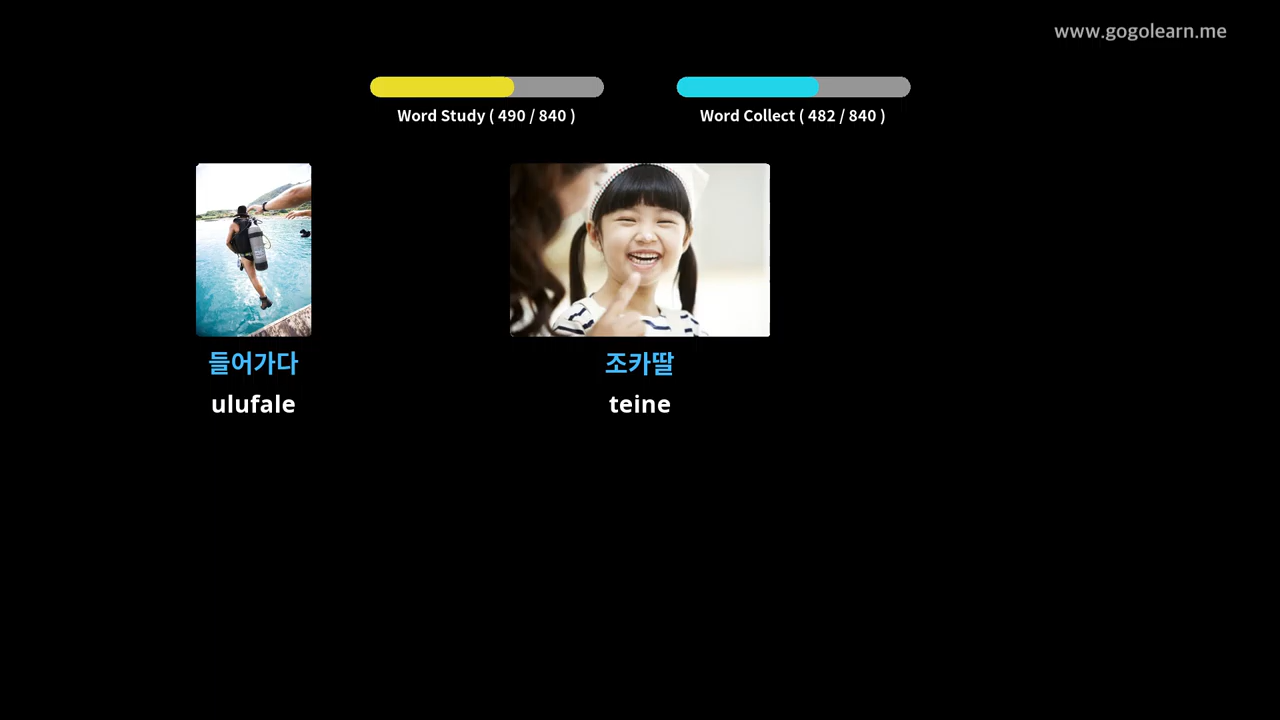 www.gogolearn.me
Word Study ( 490 / 840 )
Word Collect ( 482 / 840 )
들어가다
ulufale
조카딸
teine